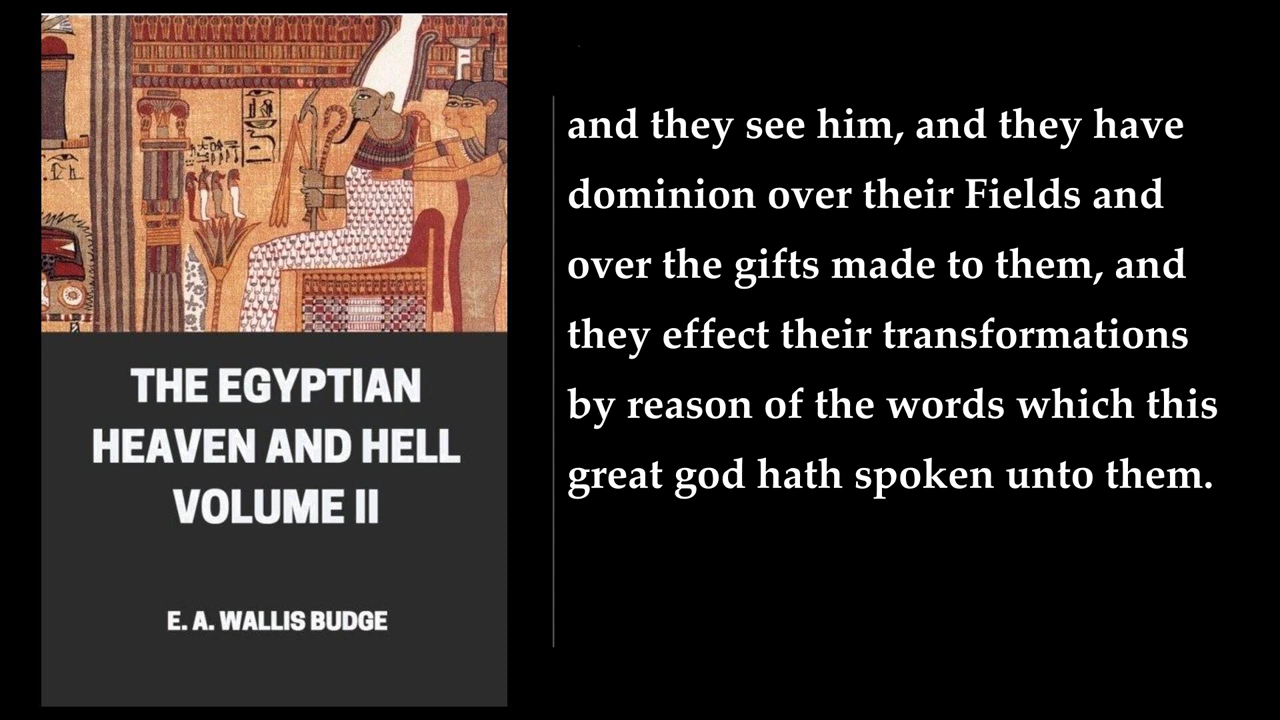 THE EGYPTIAN
HEAVEN AND HELL
VOLUME II
E. A. WALLIS BUDGE
and they see him, and they have
dominion over their Fields and
over the gifts made to them, and
they effect their transformations
by reason of the words which this
great god hath spoken unto them.